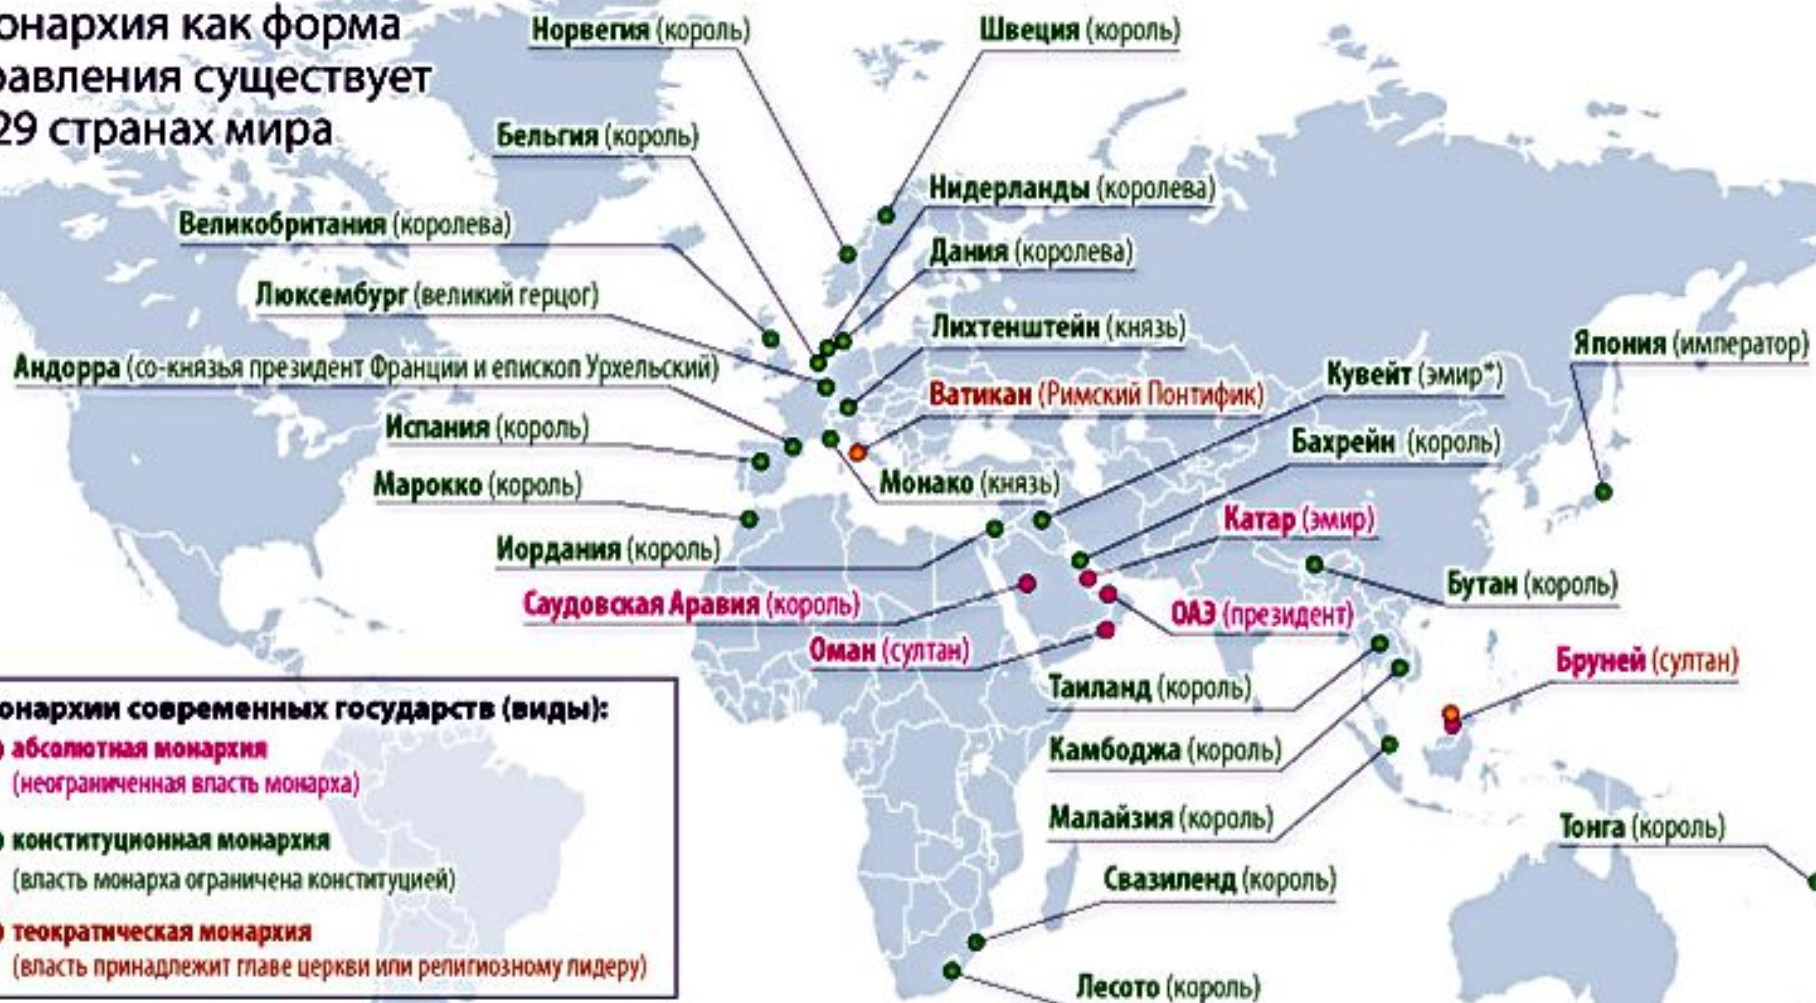 онархия как форма
равления существует
29 странах мира
Норвегия (король)
Швеция (король)
Бельгия (король)
Нидерланды (королева)
Великобритания (королева)
Дания (королева)
Люксембург (великий герцог)
Лихтенштейн (князь)
Япония (император)
Андорра (со-князья президент Франции и епископ Урхельский)
Кувейт (эмир*)
Ватикан (Римский Понтифик)
Испания (король)
Бахрейн (король)
Марокко (король)
Монако (князь)
Катар (эмир)
Иордания (король)
Бутан (король)
Саудовская Аравия (король)
ОАЭ (президент)
Оман (султан)
Бруней (султан)
Таиланд (король)
Камбоджа (король)
Малайзия (король)
Тонга (король)
Свазиленд (король)
Лесото (король)
онархии современных государств (виды):
абсолютная монархия
(неограниченная власть монарха)
конституционная монархия
(власть монарха ограничена конституцией)
теократическая монархия
(власть принадлежит главе церкви или религиозному лидеру)